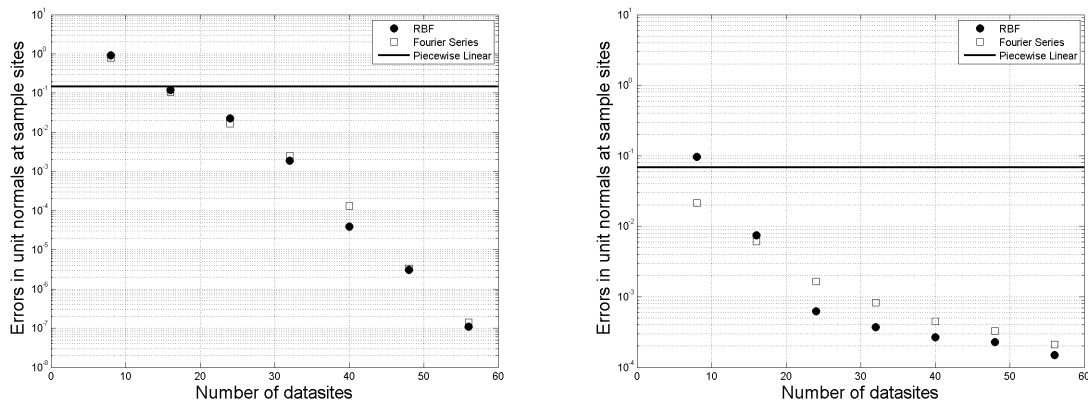 10^1
10^0
10^-1
10^-2
10^-3
10^-4
10^-5
10^-6
10^-7
10^-8
0 10 20 30 40 50 60
Errors in unit normals at sample sites
Number of datasites
RBF
Fourier Series
Piecewise Linear
10^1
10^0
10^-1
10^-2
10^-3
10^-4
0 10 20 30 40 50 60
Errors in unit normals at sample sites
Number of datasites
RBF
Fourier Series
Piecewise Linear